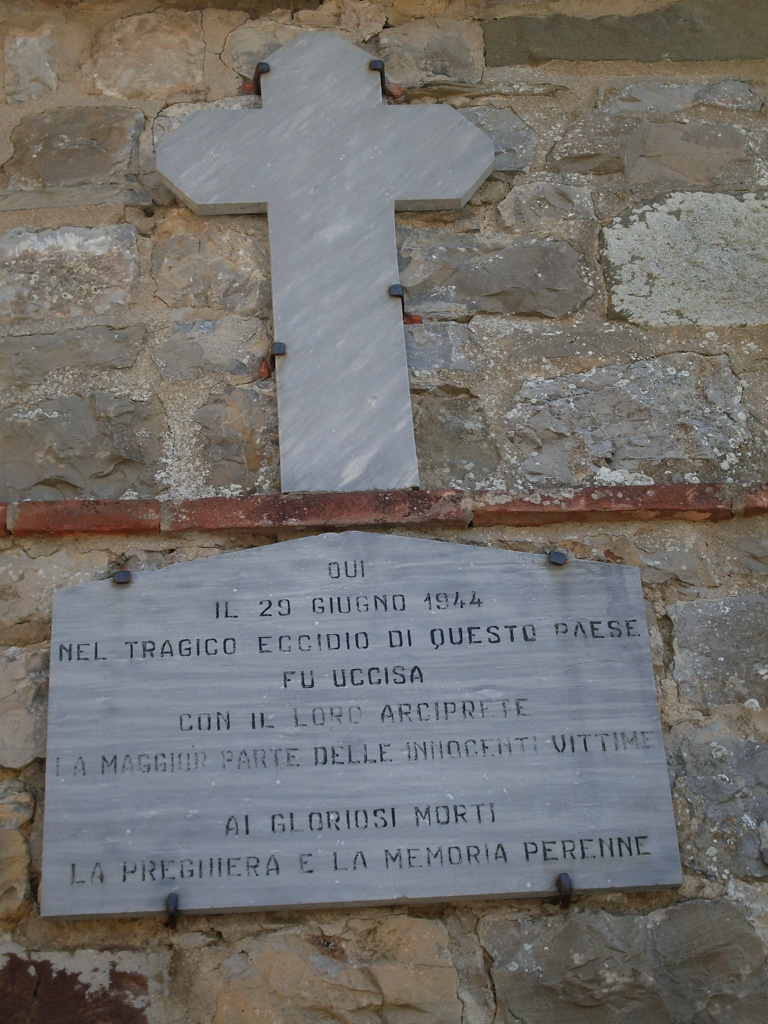 QUI
IL 29 GIUGNO 1944
NEL TRAGICO ECCIDIO DI QUESTO PAESE
FU UCCISA
CON IL LORO ARCIPRETE
LA MAGGIOR PARTE DELLE INNOCENTI VITTIME
AI GLORIOSI MORTI
LA PREGHIERA E LA MEMORIA PERENNE